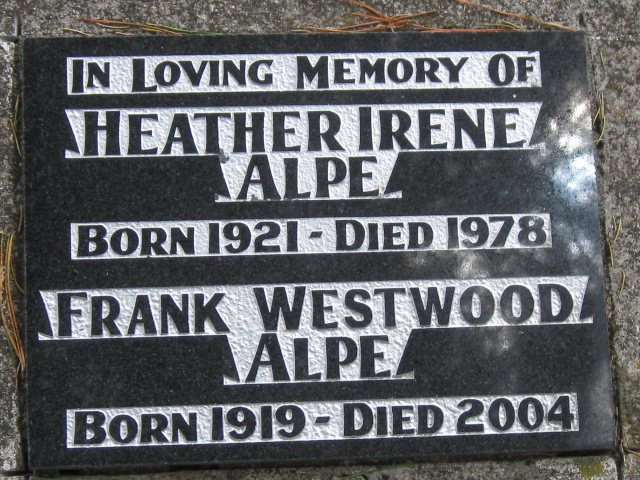 IN LOVING MEMORY OF
HEATHER IRENE
ALPE
BORN 1921 - DIED 1978
FRANK WESTWOOD
ALPE
BORN 1919 - DIED 2004